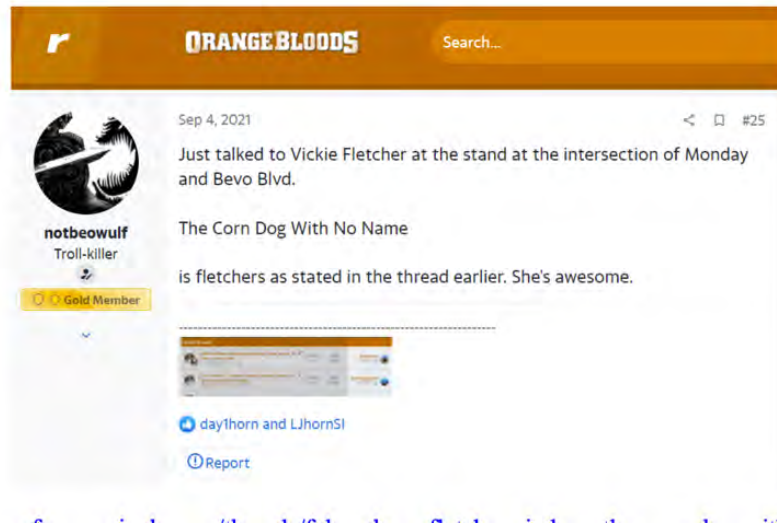 r
ORANGEBLOODS
Search...
Sep 4, 2021
#25
Just talked to Vickie Fletcher at the stand at the intersection of Monday
and Bevo Blvd.
The Corn Dog With No Name
is fletchers as stated in the thread earlier. She's awesome.
notbeowulf
Troll-killer
Gold Member
----------------------------------------------------------------
day1horn and LJhornSI
Report